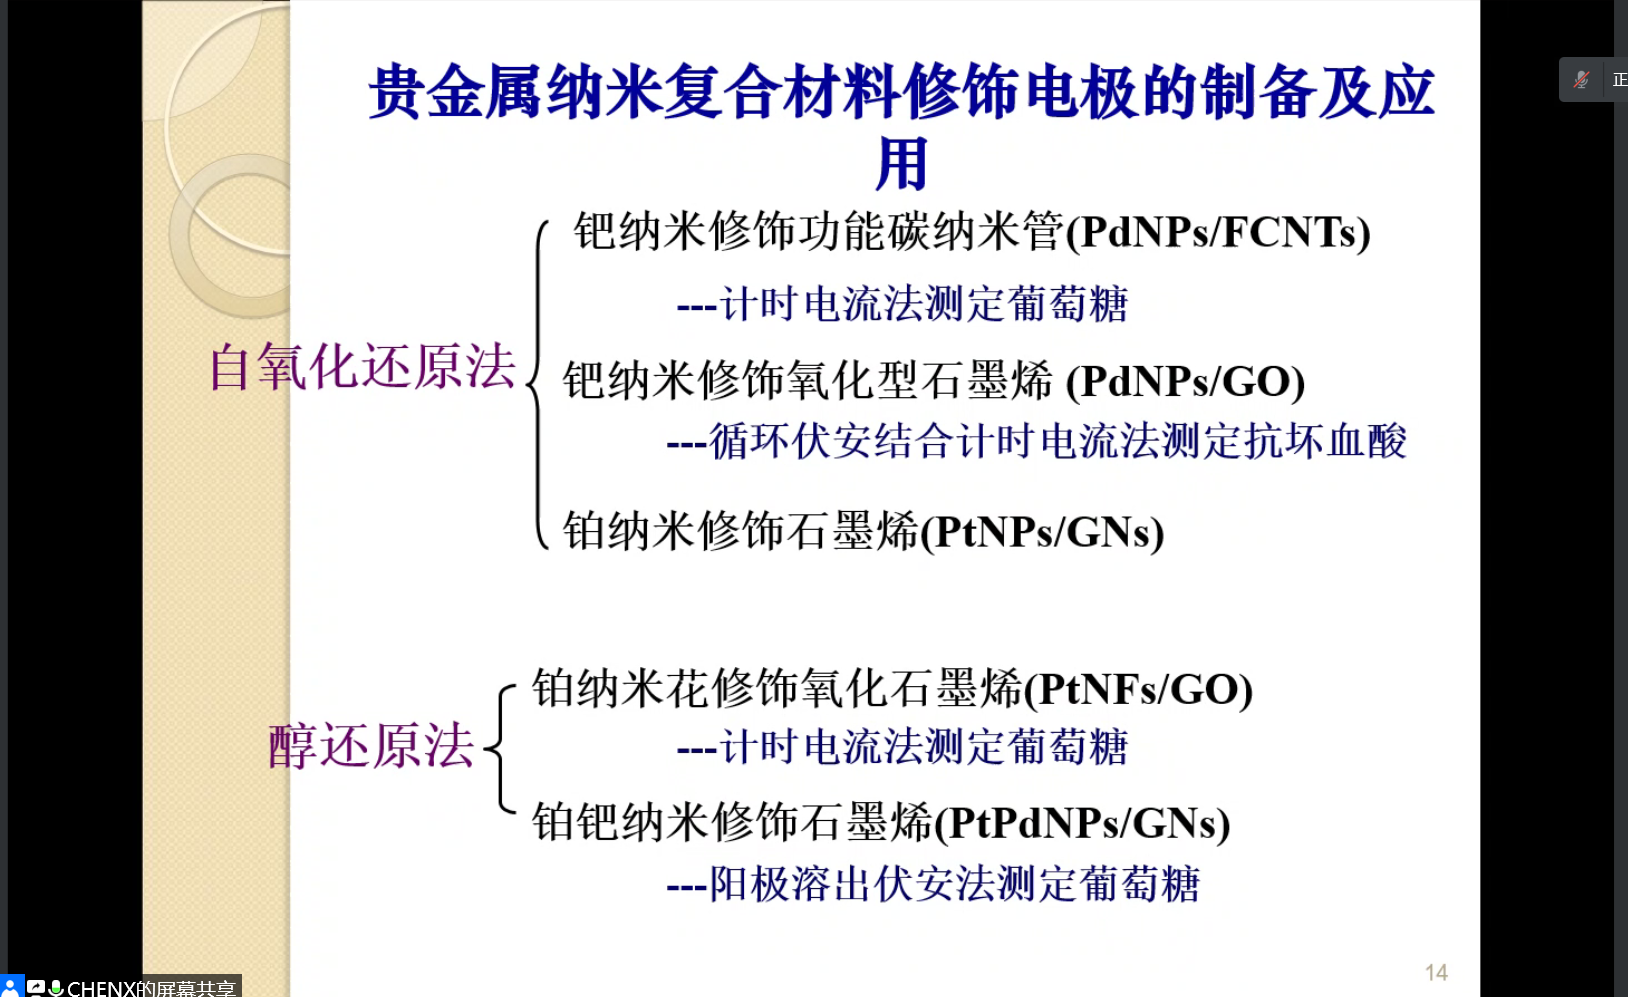 贵金属纳米复合材料修饰电极的制备及应
用
钯纳米修饰功能碳纳米管(PdNPs/FCNTs)
---计时电流法测定葡萄糖
自氧化还原法
钯纳米修饰氧化型石墨烯 (PdNPs/GO)
---循环伏安结合计时电流法测定抗坏血酸
铂纳米修饰石墨烯(PtNPs/GNs)
铂纳米花修饰氧化石墨烯(PtNFs/GO)
醇还原法
---计时电流法测定葡萄糖
铂钯纳米修饰石墨烯(PtPdNPs/GNs)
---阳极溶出伏安法测定葡萄糖
14
CHENX的屏幕共享
正